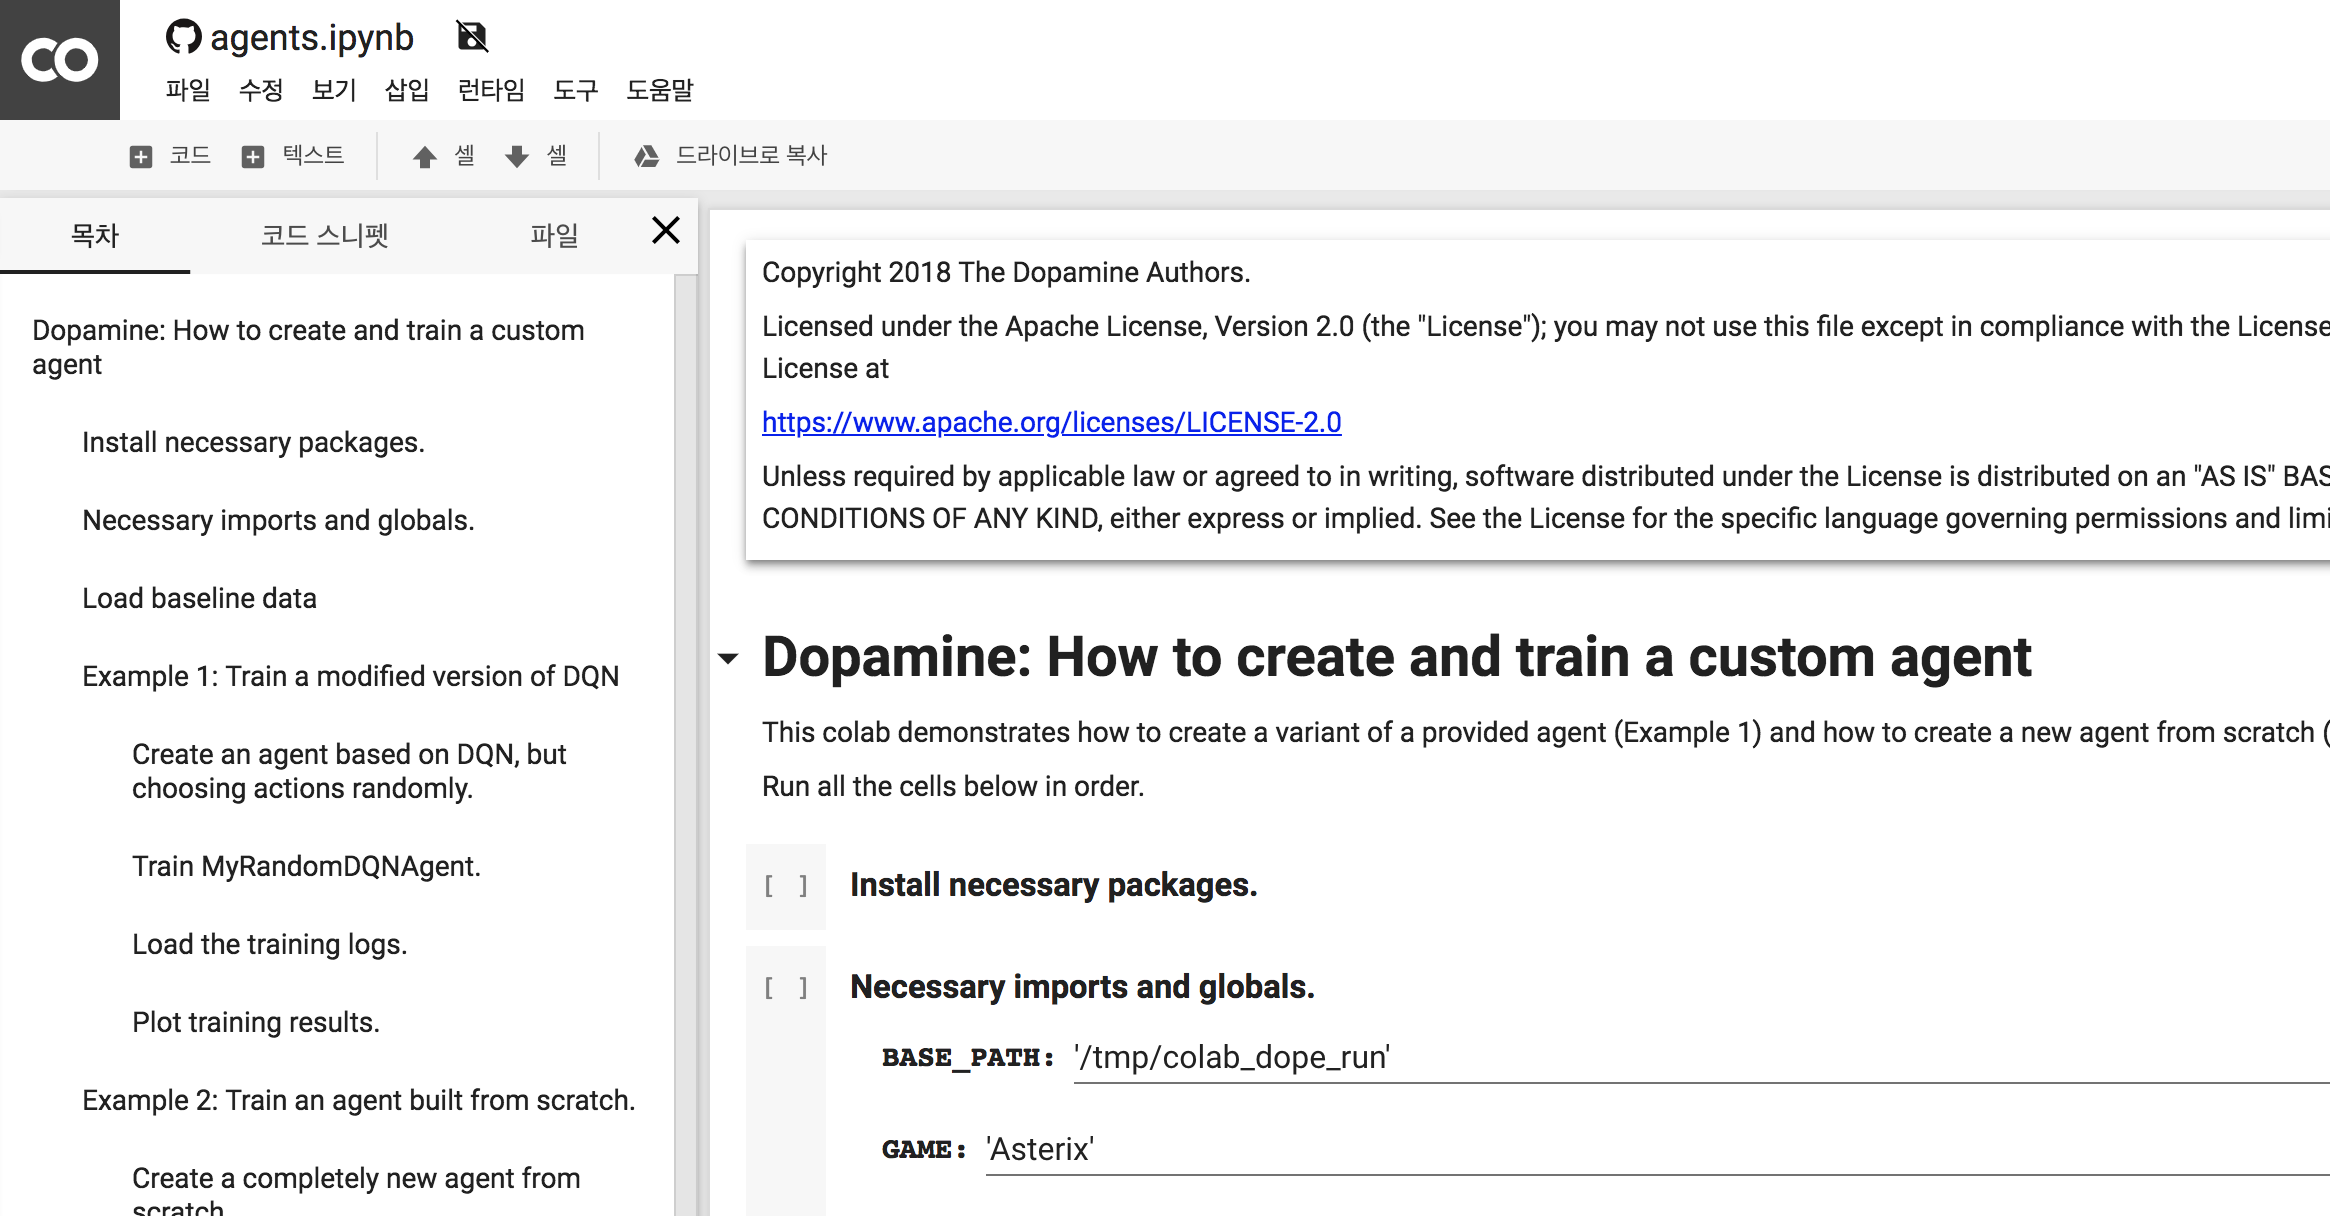 CO
agents.ipynb
파일 수정 보기 삽입 런타임 도구 도움말
코드 텍스트 셀 셀 드라이브로 복사
목차 코드 스니펫 파일
Dopamine: How to create and train a custom
agent
Install necessary packages.
Necessary imports and globals.
Load baseline data
Example 1: Train a modified version of DQN
Create an agent based on DQN, but
choosing actions randomly.
Train MyRandomDQNAgent.
Load the training logs.
Plot training results.
Example 2: Train an agent built from scratch.
Create a completely new agent from
scratch
Copyright 2018 The Dopamine Authors.
Licensed under the Apache License, Version 2.0 (the "License"); you may not use this file except in compliance with the License
License at
https://www.apache.org/licenses/LICENSE-2.0
Unless required by applicable law or agreed to in writing, software distributed under the License is distributed on an "AS IS" BAS
CONDITIONS OF ANY KIND, either express or implied. See the License for the specific language governing permissions and limi
Dopamine: How to create and train a custom agent
This colab demonstrates how to create a variant of a provided agent (Example 1) and how to create a new agent from scratch (
Run all the cells below in order.
[ ] Install necessary packages.
[ ] Necessary imports and globals.
BASE_PATH: '/tmp/colab_dope_run'
GAME: 'Asterix'